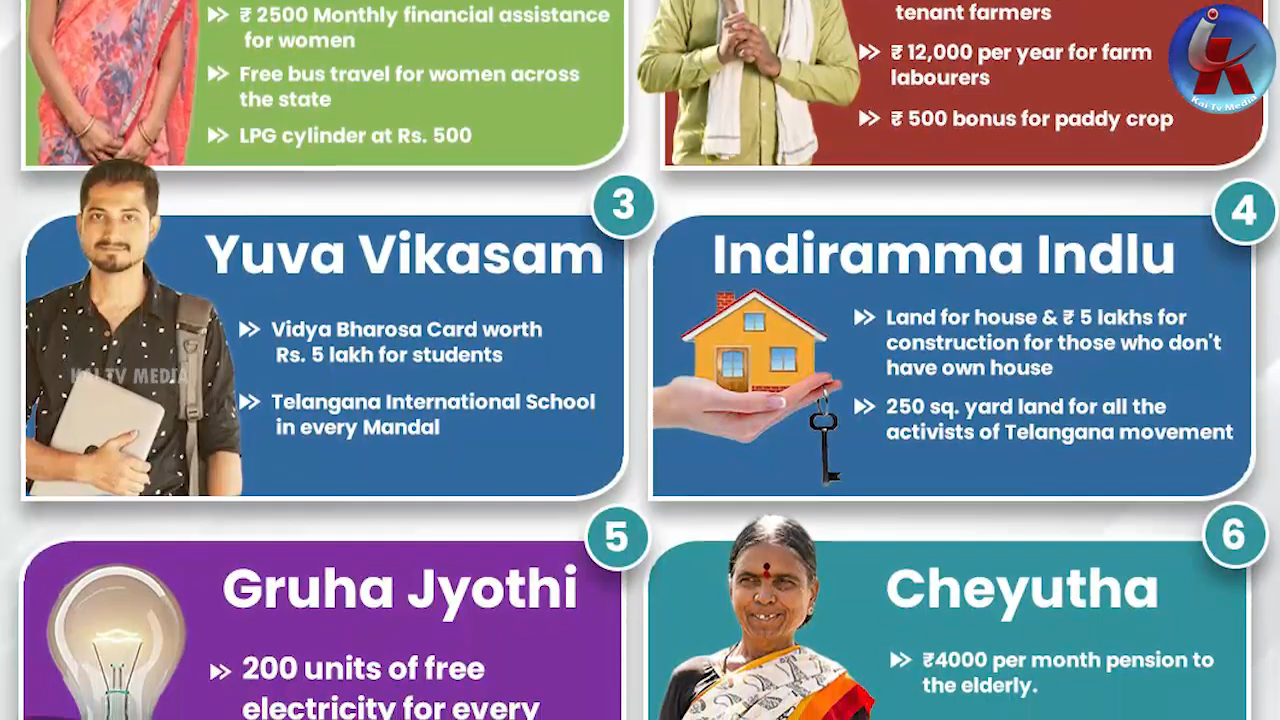 ₹ 2500 Monthly financial assistance
for women
Free bus travel for women across
the state
LPG cylinder at Rs. 500
tenant farmers
₹ 12,000 per year for farm
labourers
₹ 500 bonus for paddy crop
Kai Tv Media
3
Yuva Vikasam
Vidya Bharosa Card worth
Rs. 5 lakh for students
Telangana International School
in every Mandal
KAI TV MEDIA
4
Indiramma Indlu
Land for house & ₹ 5 lakhs for
construction for those who don't
have own house
250 sq. yard land for all the
activists of Telangana movement
5
Gruha Jyothi
200 units of free
electricity for every
6
Cheyutha
₹4000 per month pension to
the elderly.